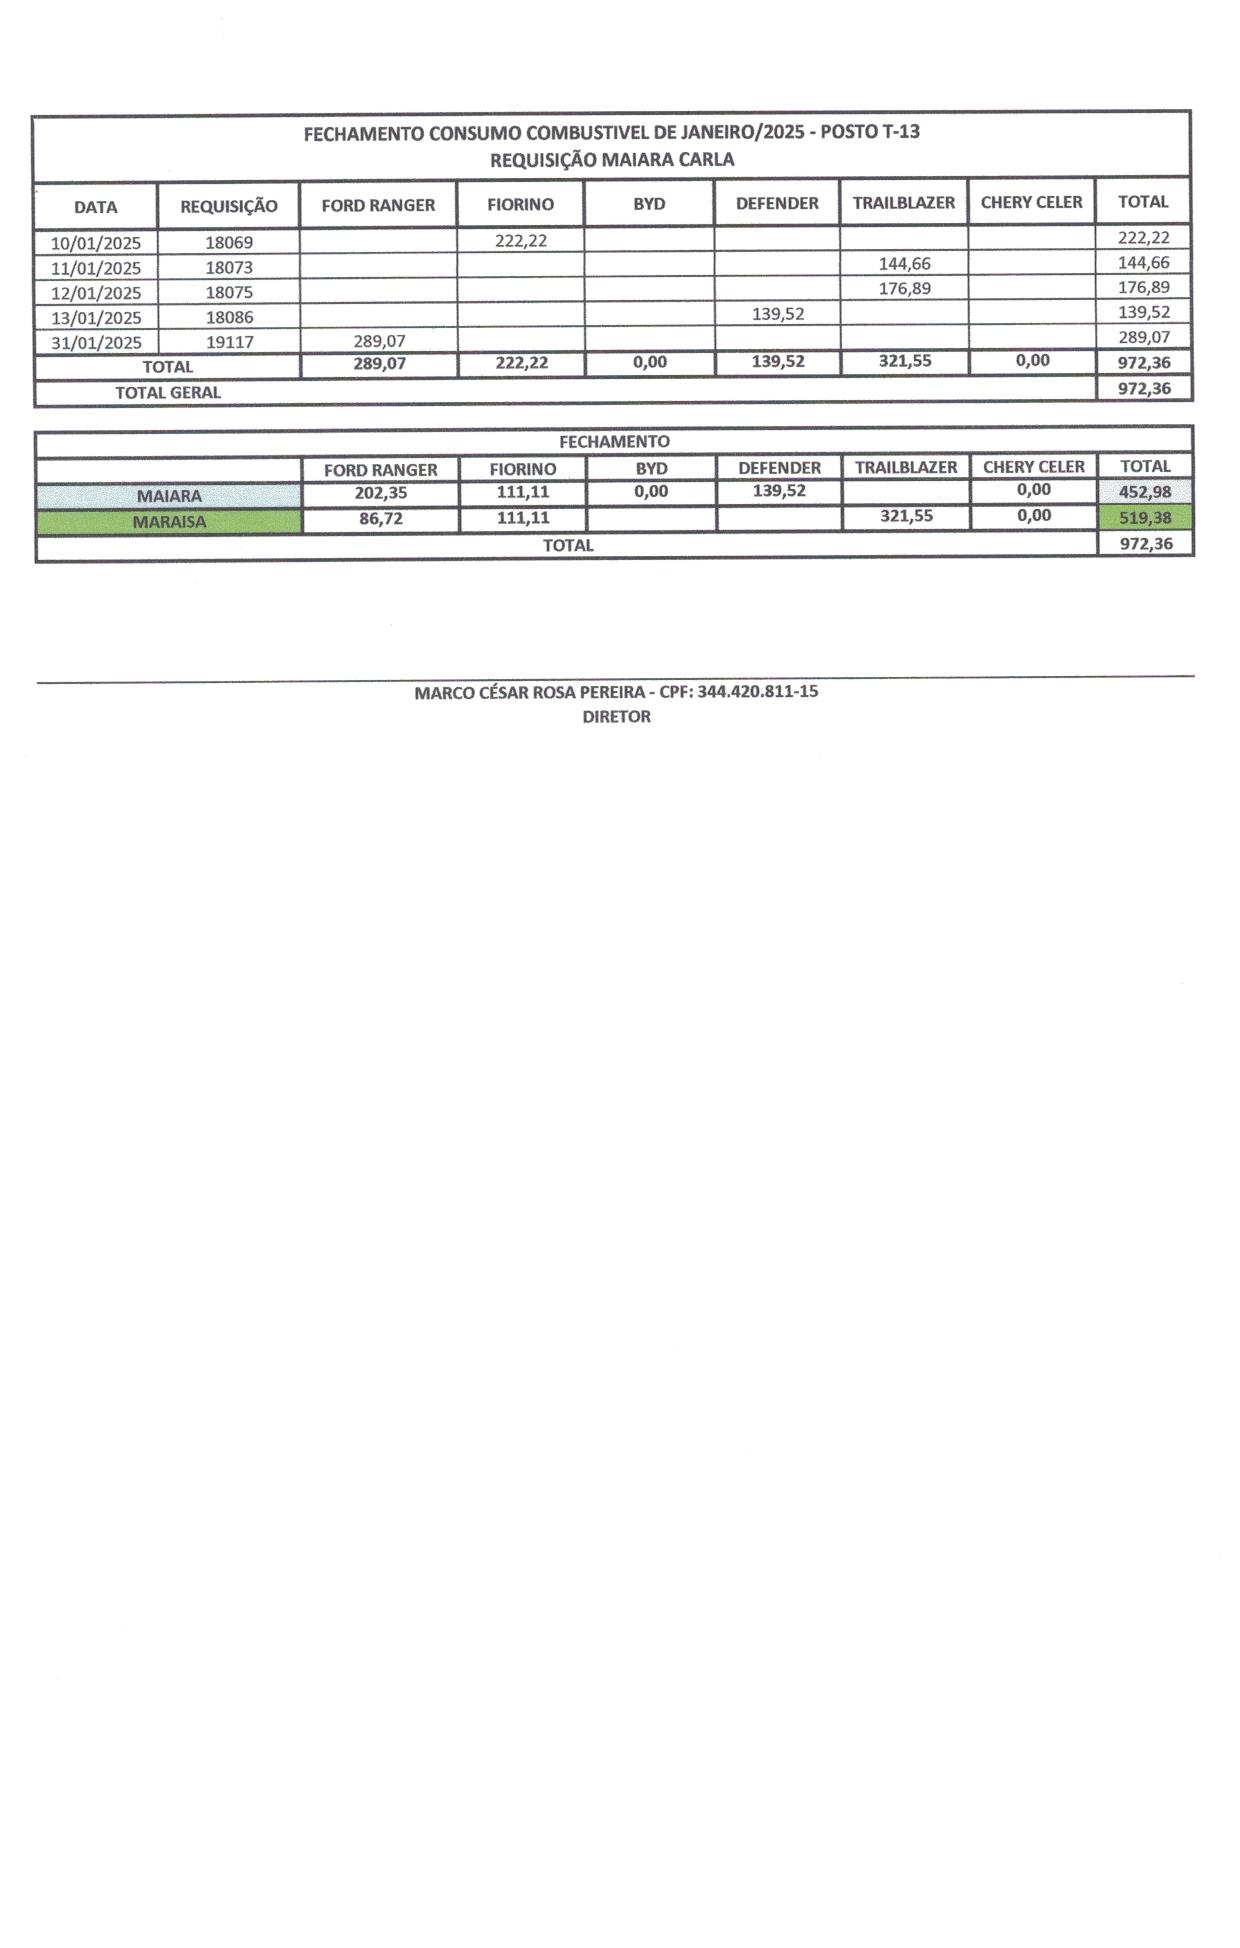 FECHAMENTO CONSUMO COMBUSTIVEL DE JANEIRO/2025 - POSTO T-13
REQUISIÇÃO MAIARA CARLA
DATA REQUISIÇÃO FORD RANGER FIORINO BYD DEFENDER TRAILBLAZER CHERY CELER TOTAL
10/01/2025 18069 222,22 222,22
11/01/2025 18073 144,66 144,66
12/01/2025 18075 176,89 176,89
13/01/2025 18086 139,52 139,52
31/01/2025 19117 289,07 289,07
TOTAL 289,07 222,22 0,00 139,52 321,55 0,00 972,36
TOTAL GERAL 972,36
FECHAMENTO
FORD RANGER FIORINO BYD DEFENDER TRAILBLAZER CHERY CELER TOTAL
MAIARA 202,35 111,11 0,00 139,52 0,00 452,98
MARAISA 86,72 111,11 321,55 0,00 519,38
TOTAL 972,36
MARCO CÉSAR ROSA PEREIRA - CPF: 344.420.811-15
DIRETOR